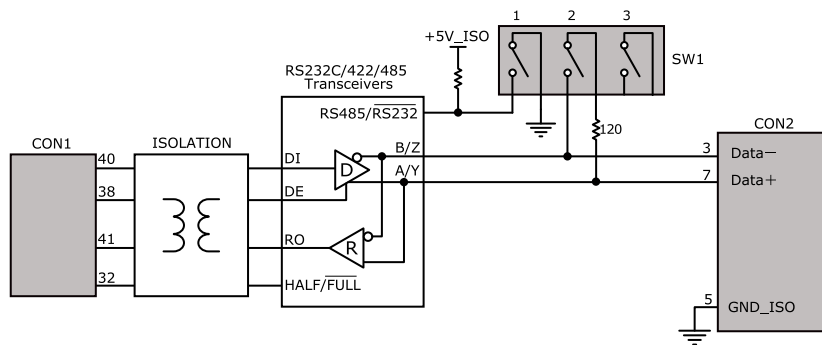 1 2 3
+5V_ISO
SW1
RS232C/422/485
Transceivers
RS485/RS232
120
CON1
ISOLATION
CON2
40
DI
B/Z
3
Data−
D
A/Y
7
Data+
38
DE
41
RO
R
32
HALF/FULL
5
GND_ISO